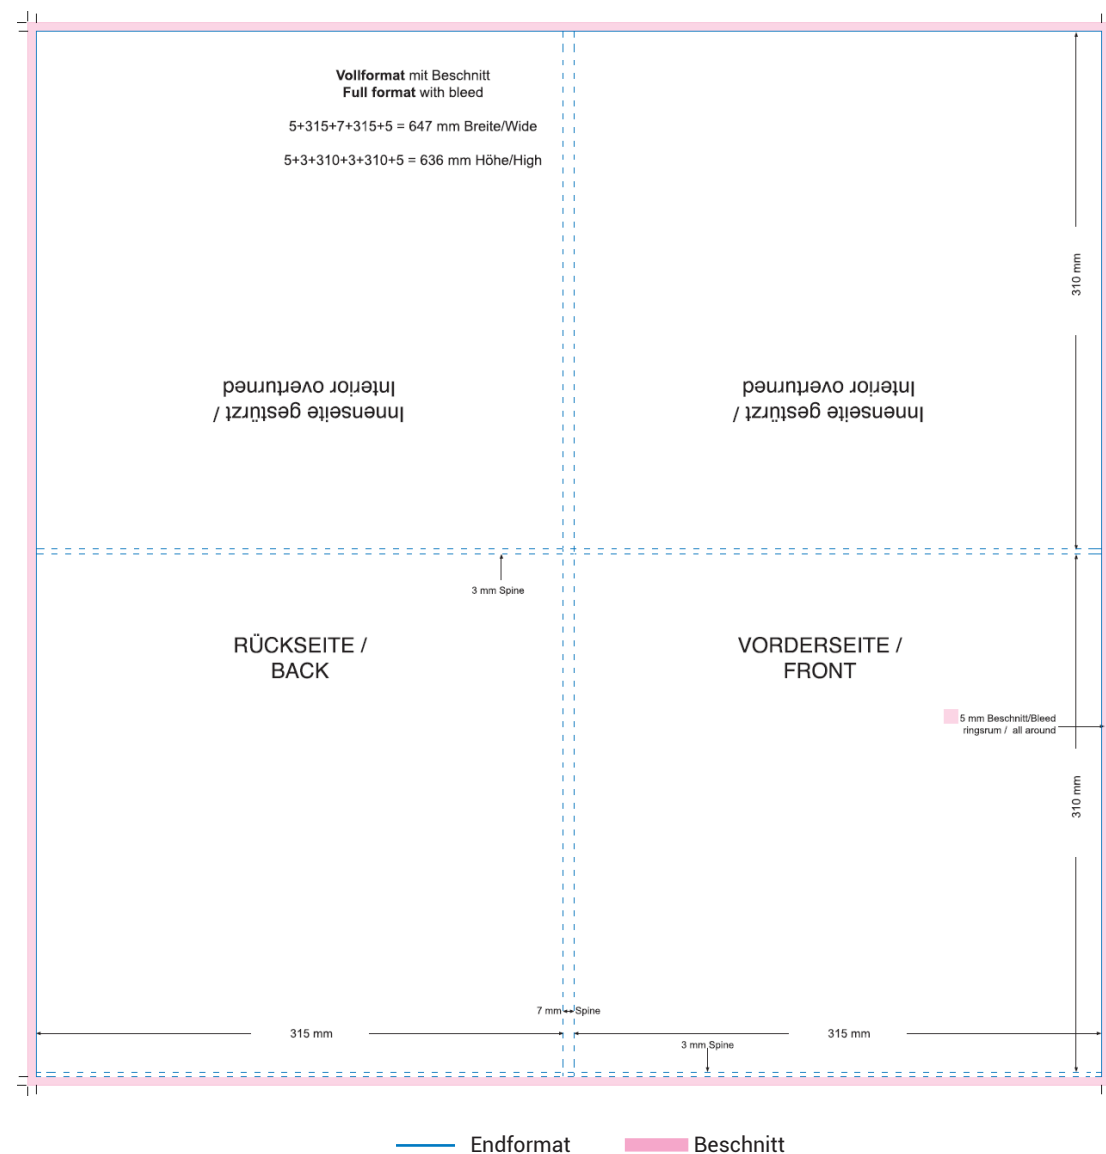 Vollformat mit Beschnitt
Full format with bleed
5+315+7+315+5 = 647 mm Breite/Wide
5+3+310+3+310+5 = 636 mm Höhe/High
310 mm
Innenseite gestürzt /
Interior overturned
Innenseite gestürzt /
Interior overturned
3 mm Spine
RÜCKSEITE /
BACK
VORDERSEITE /
FRONT
5 mm Beschnitt/Bleed
ringsrum / all around
310 mm
7 mm Spine
315 mm
315 mm
3 mm Spine
Endformat
Beschnitt